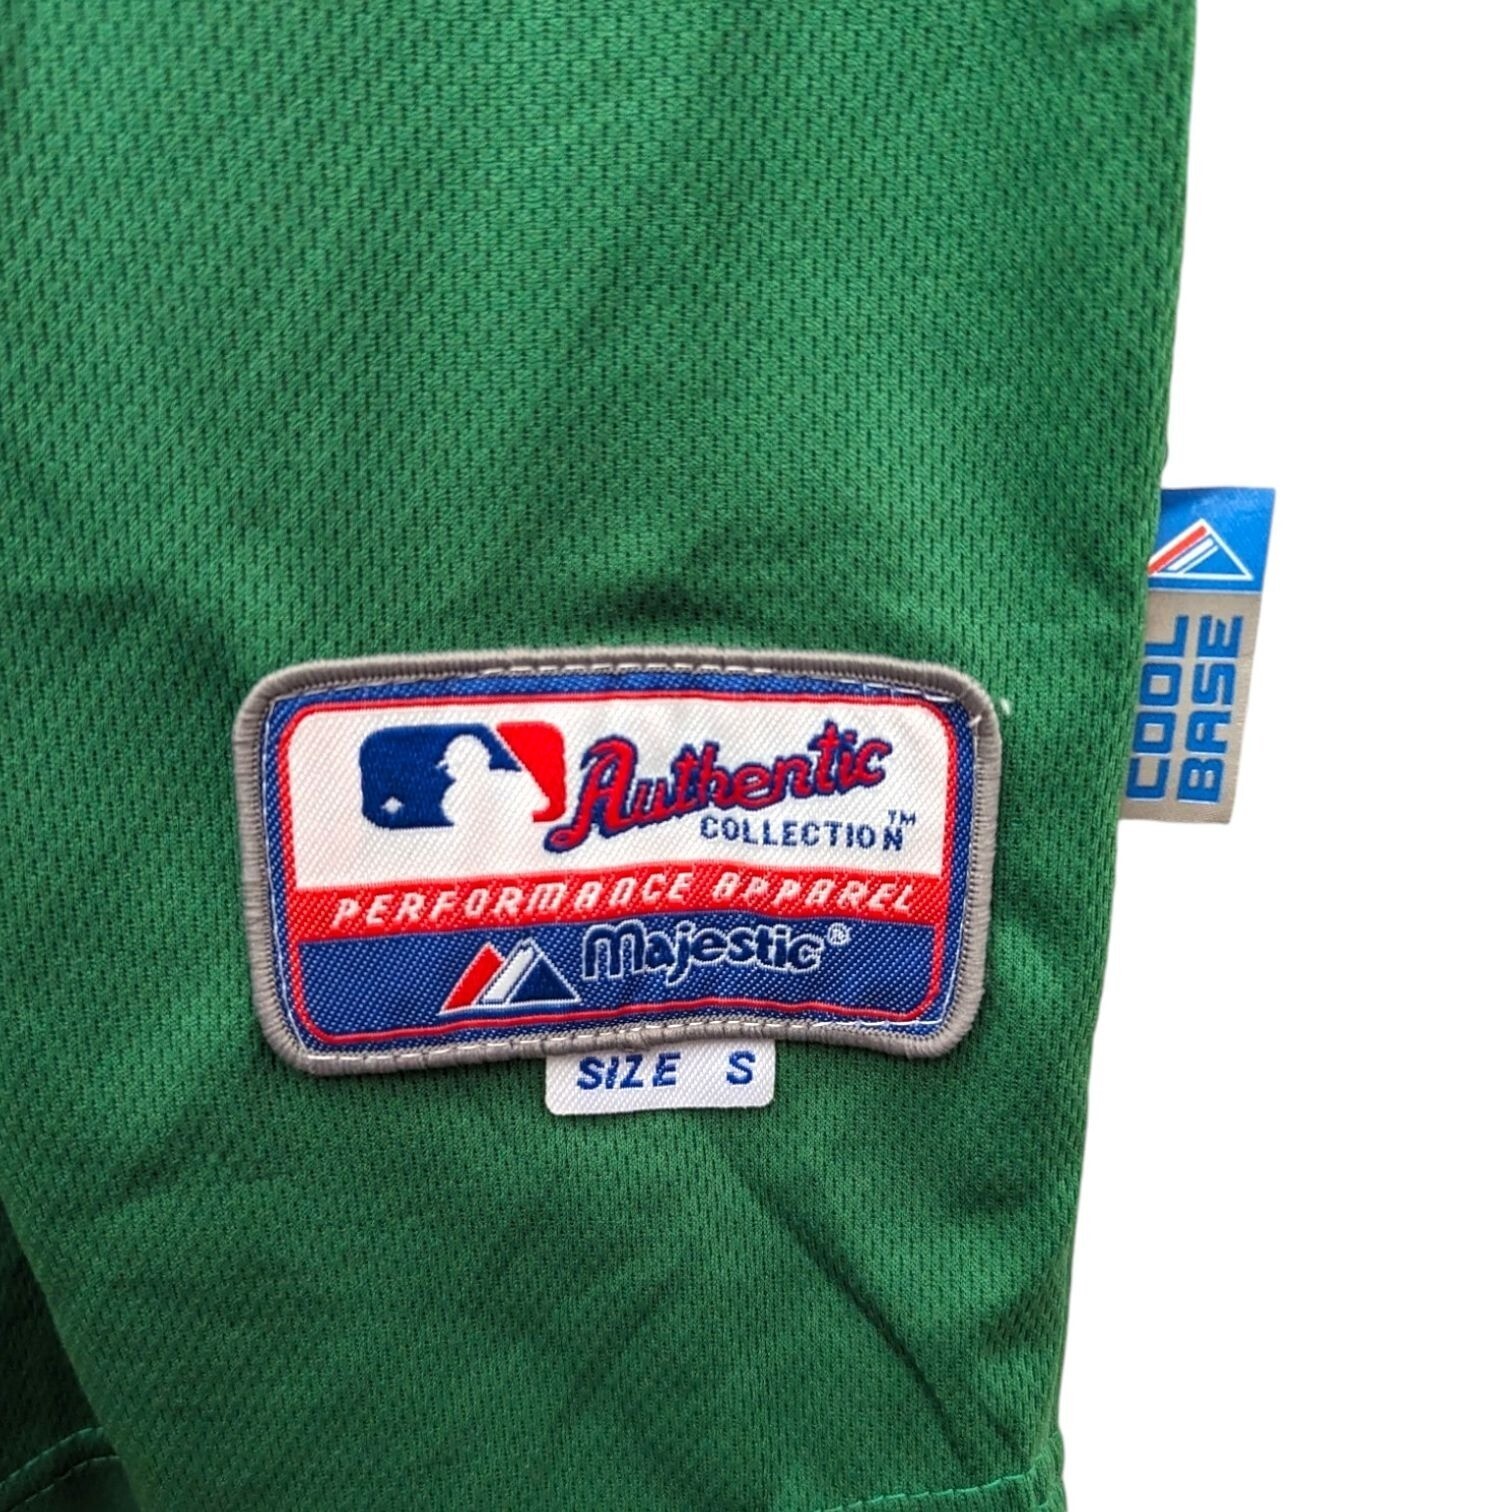 Authentic
COLLECTION™
PERFORMANCE APPAREL
Majestic®
SIZE S
COOL
BASE